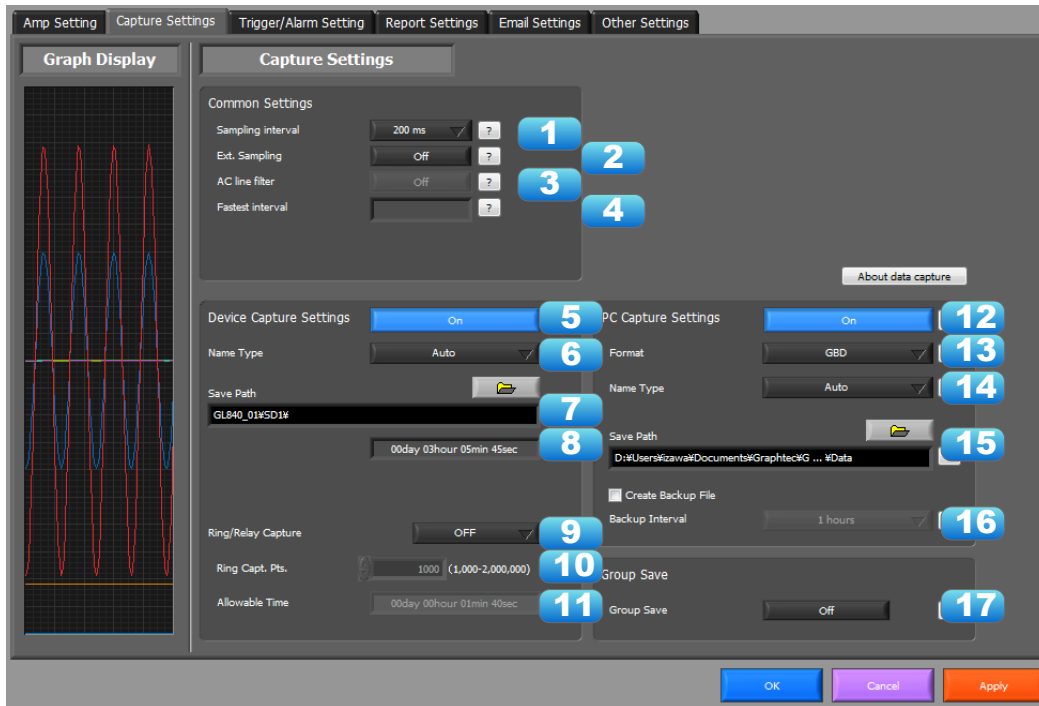 Amp Setting Capture Settings Trigger/Alarm Setting Report Settings Email Settings Other Settings
Graph Display
Capture Settings
Common Settings
Sampling interval 200 ms ? 1
Ext. Sampling Off ? 2
AC line filter Off ? 3
Fastest interval ? 4
About data capture
Device Capture Settings On 5
Name Type Auto 6
Save Path
GL840_01¥SD1¥ 7
00day 03hour 05min 45sec 8
Ring/Relay Capture OFF 9
Ring Capt. Pts. 1000 (1,000-2,000,000) 10
Allowable Time 00day 00hour 01min 40sec 11
PC Capture Settings On 12
Format GBD 13
Name Type Auto 14
Save Path
D:¥Users¥izawa¥Documents¥Graphtec¥G ... ¥Data 15
Create Backup File
Backup Interval 1 hours 16
Group Save
Group Save Off 17
OK Cancel Apply